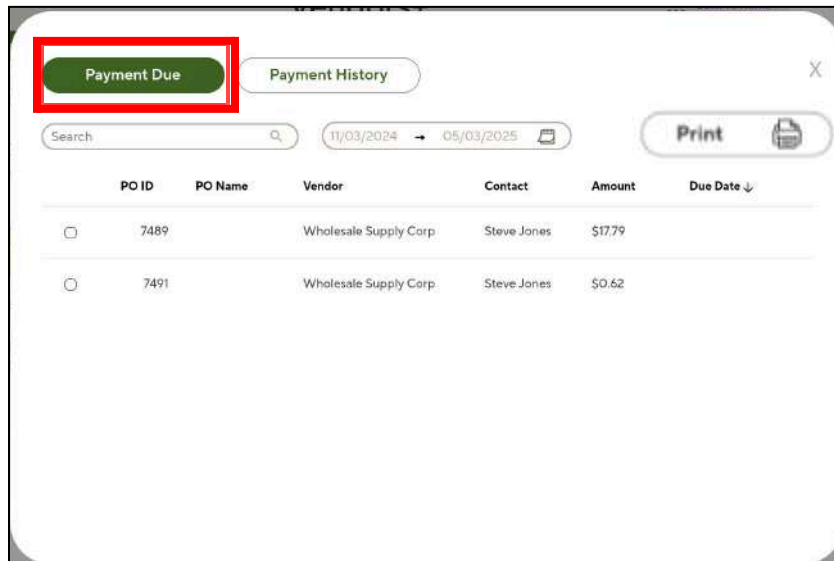 Payment Due Payment History X
Search 11/03/2024 → 05/03/2025 Print
PO ID PO Name Vendor Contact Amount Due Date ↓
7489 Wholesale Supply Corp Steve Jones $17.79
7491 Wholesale Supply Corp Steve Jones $0.62